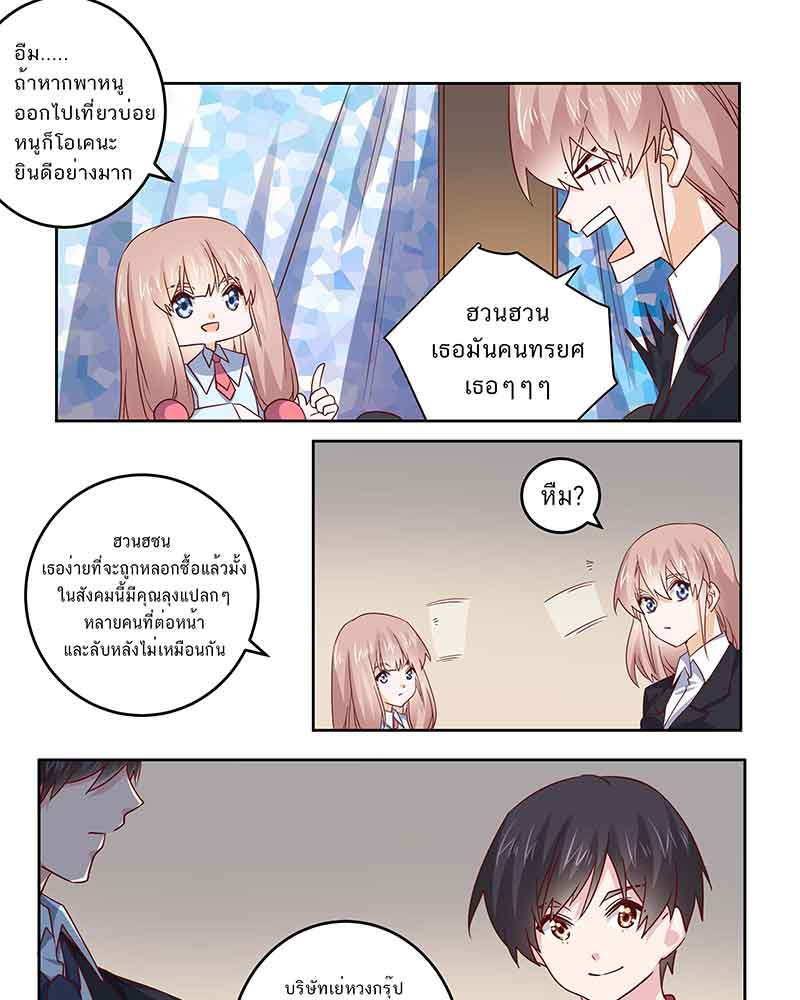 อืม.....
ถ้าหากพาหนู
ออกไปเที่ยวบ่อย
หนูก็โอเคนะ
ยินดีอย่างมาก
ฮวนฮวน
เธอมันคนทรยศ
เธอๆๆๆ
หืม?
ฮวนฮชน
เธอง่ายที่จะถูกหลอกซื้อแล้วมั้ง
ในสังคมนี้มีคุณลุงแปลกๆ
หลายคนที่ต่อหน้า
และลับหลังไม่เหมือนกัน
บริษัทเย่หวงกรุ๊ป